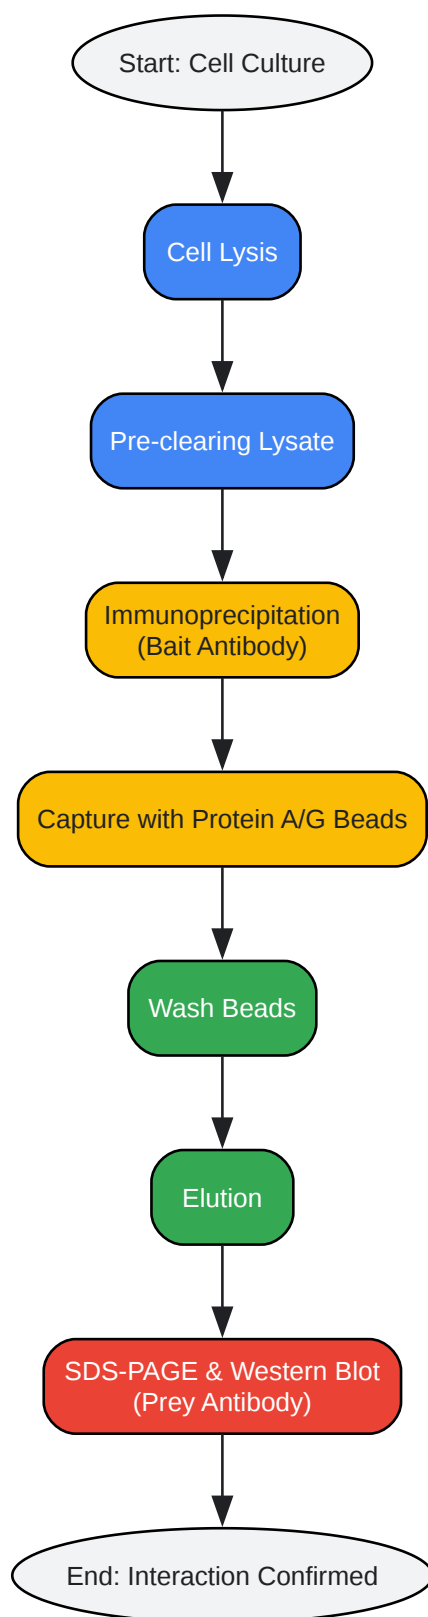 Start: Cell Culture
Cell Lysis
Pre-clearing Lysate
Immunoprecipitation
(Bait Antibody)
Capture with Protein A/G Beads
Wash Beads
Elution
SDS-PAGE & Western Blot
(Prey Antibody)
End: Interaction Confirmed